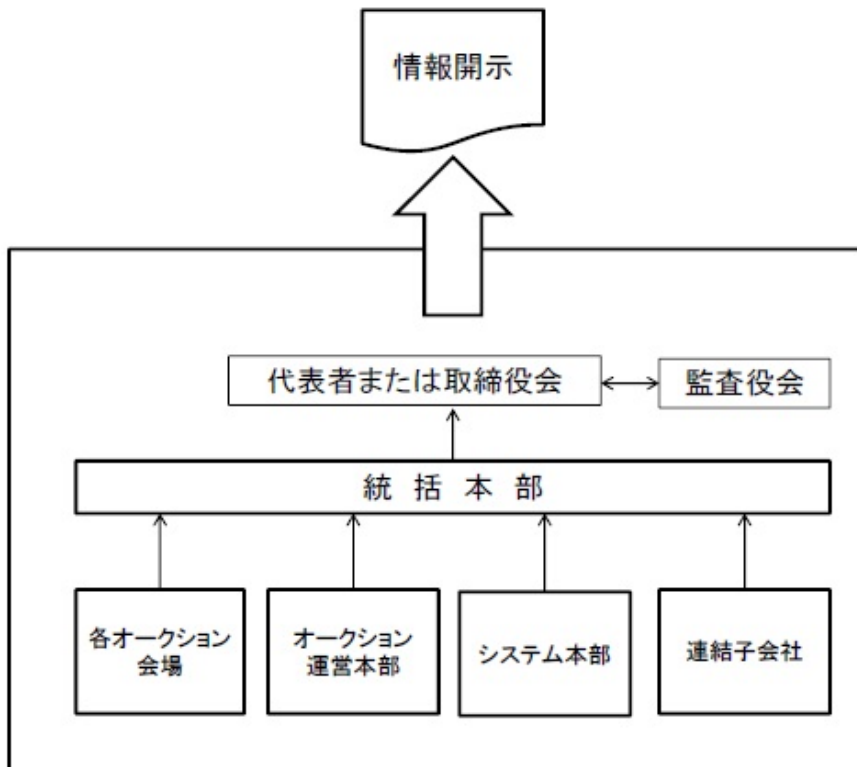 情報開示
代表者または取締役会
監査役会
統括本部
各オークション
会場
オークション
運営本部
システム本部
連結子会社